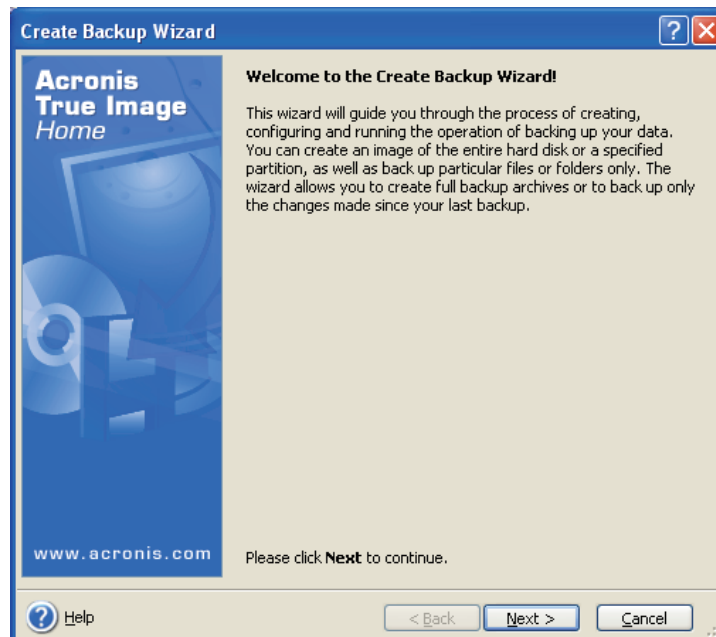 Create Backup Wizard
?
Acronis
True Image
Home
Welcome to the Create Backup Wizard!
This wizard will guide you through the process of creating,
configuring and running the operation of backing up your data.
You can create an image of the entire hard disk or a specified
partition, as well as back up particular files or folders only. The
wizard allows you to create full backup archives or to back up only
the changes made since your last backup.
www.acronis.com
Please click Next to continue.
? Help
< Back
Next >
Cancel